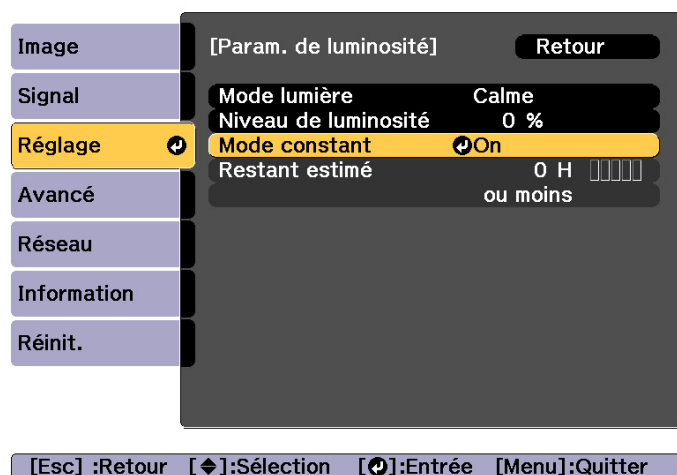 Image
Signal
Réglage
Avancé
Réseau
Information
Réinit.
[Param. de luminosité] Retour
Mode lumière Calme
Niveau de luminosité 0 %
Mode constant On
Restant estimé 0 H
ou moins
[Esc] :Retour [◆]:Sélection [↵]:Entrée [Menu]:Quitter